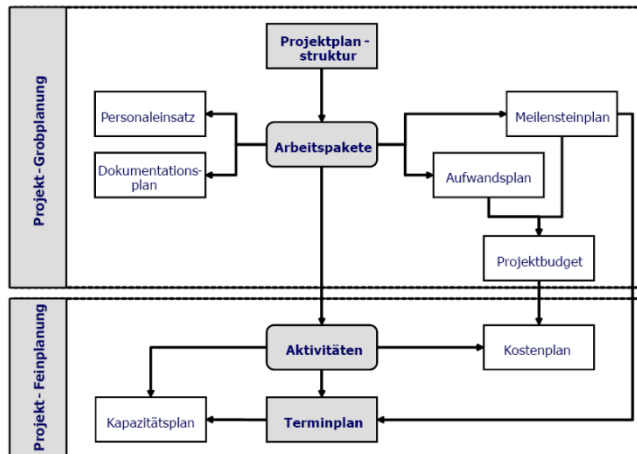 Projekt-Grobplanung
Projektplan-
struktur
Personaleinsatz
Meilensteinplan
Arbeitspakete
Dokumentations-
plan
Aufwandsplan
Projektbudget
Projekt- Feinplanung
Aktivitäten
Kostenplan
Kapazitätsplan
Terminplan